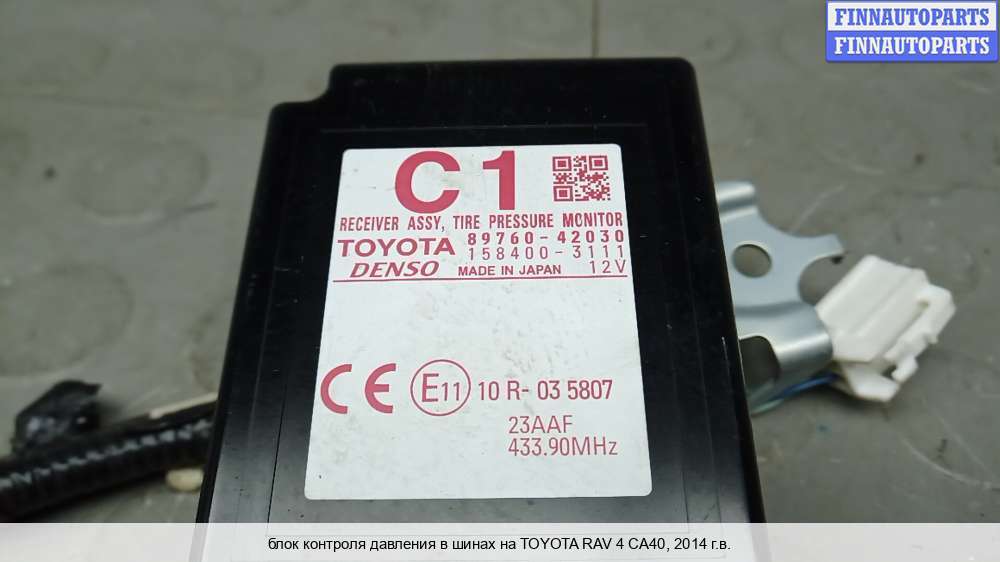 FINNAUTOPARTS
FINNAUTOPARTS
C1
RECEIVER ASSY, TIRE PRESSURE MONITOR
TOYOTA 89760-42030
158400-3111
DENSO MADE IN JAPAN 12V
CE E11 10 R- 03 5807
23AAF
433.90MHz
блок контроля давления в шинах на TOYOTA RAV 4 CA40, 2014 г.в.